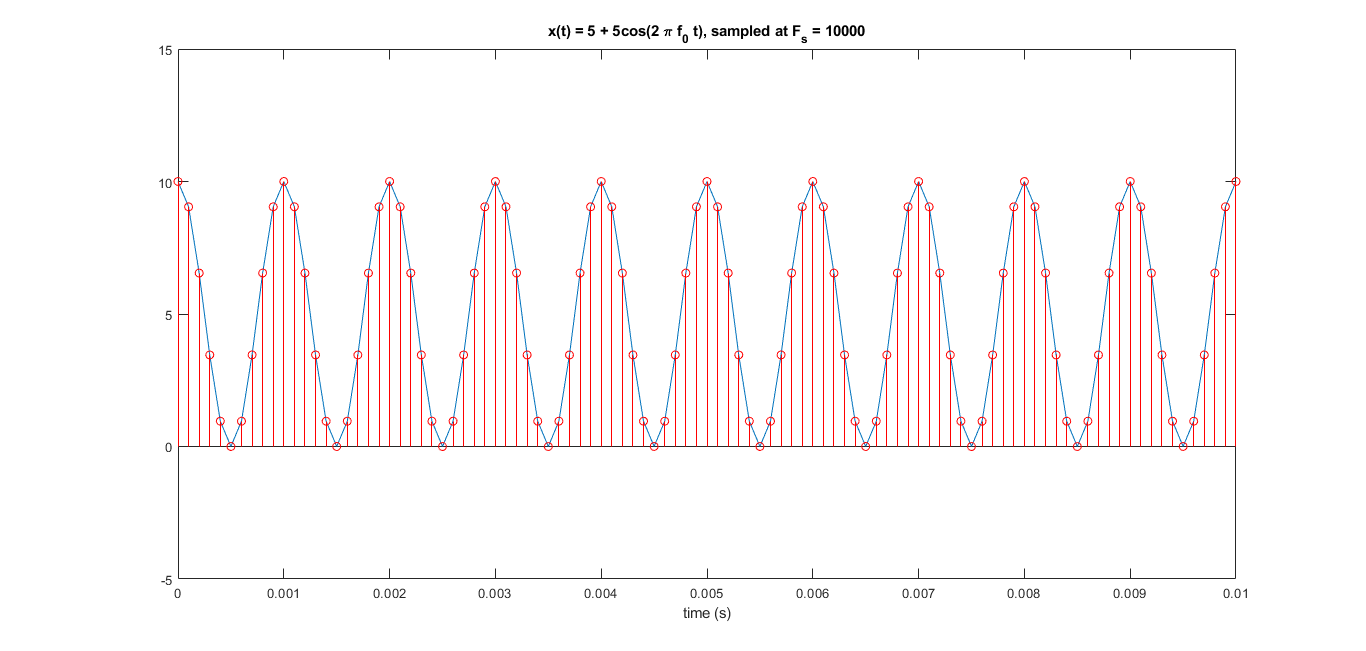 x(t) = 5 + 5cos(2 π f₀ t), sampled at Fₛ = 10000
15
10
5
0
-5
0 0.001 0.002 0.003 0.004 0.005 0.006 0.007 0.008 0.009 0.01
time (s)